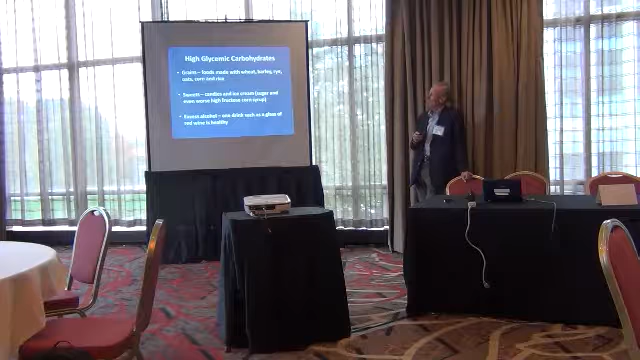 High Glycemic Carbohydrates
• Grains – foods made with wheat, barley, rye,
oats, corn and rice
• Sweets – candies and ice cream (sugar and
even worse high fructose corn syrup)
• Excess alcohol – one drink such as a glass of
red wine is healthy